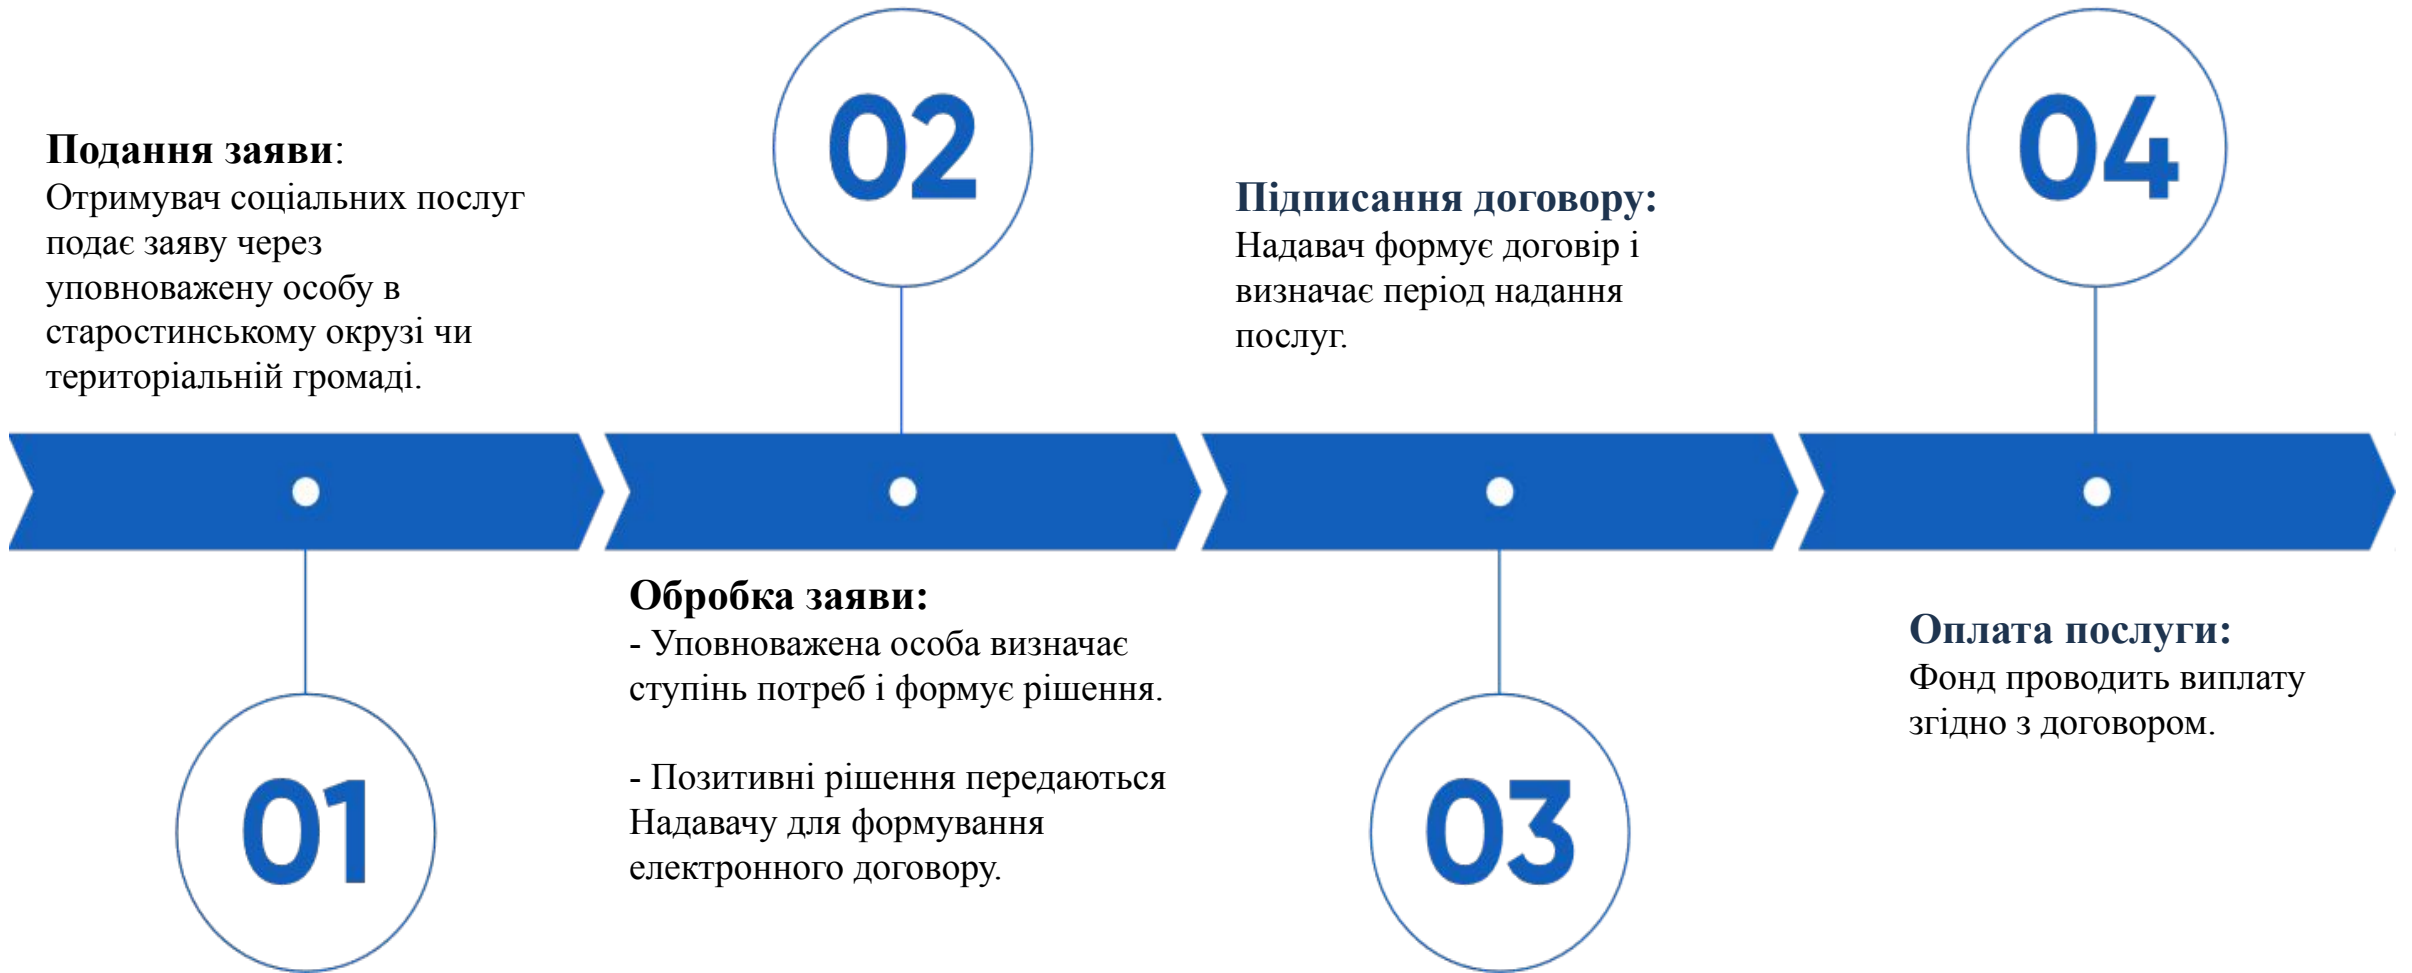 Подання заяви:
Отримувач соціальних послуг
подає заяву через
уповноважену особу в
старостинському окрузі чи
територіальній громаді.
01
02
Обробка заяви:
- Уповноважена особа визначає
ступінь потреб і формує рішення.
- Позитивні рішення передаються
Надавачу для формування
електронного договору.
Підписання договору:
Надавач формує договір і
визначає період надання
послуг.
03
04
Оплата послуги:
Фонд проводить виплату
згідно з договором.